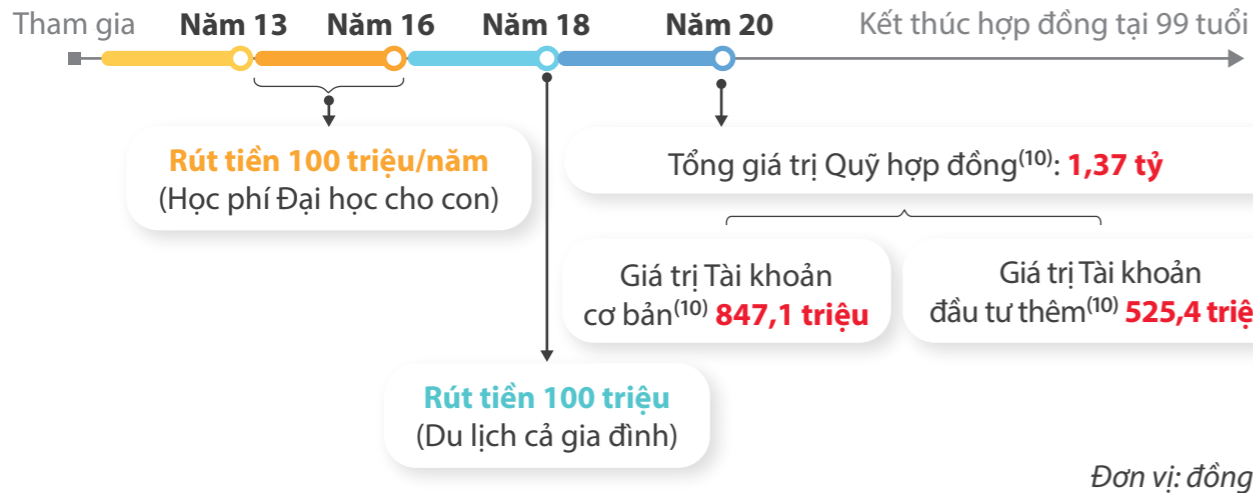 Tham gia
Năm 13
Năm 16
Năm 18
Năm 20
Kết thúc hợp đồng tại 99 tuổi
Rút tiền 100 triệu/năm
(Học phí Đại học cho con)
Tổng giá trị Quỹ hợp đồng(10): 1,37 tỷ
Giá trị Tài khoản
cơ bản(10) 847,1 triệu
Giá trị Tài khoản
đầu tư thêm(10) 525,4 triệ
Rút tiền 100 triệu
(Du lịch cả gia đình)
Đơn vị: đồng